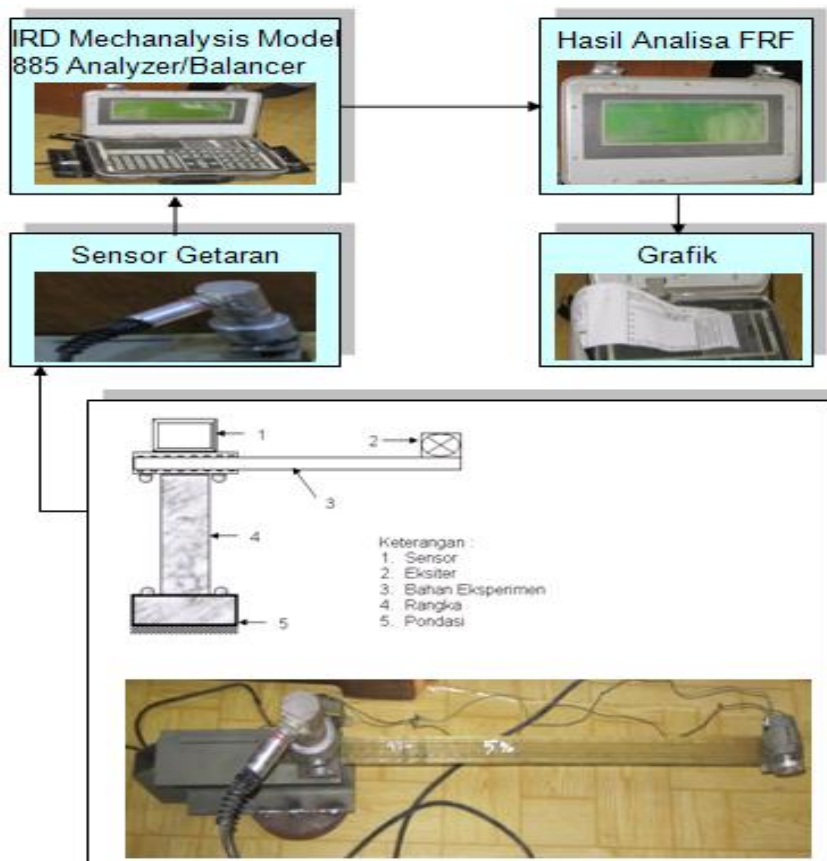 IRD Mechanalysis Model
885 Analyzer/Balancer
Hasil Analisa FRF
Sensor Getaran
Grafik
1
2
3
4
5
Keterangan :
1. Sensor
2. Eksiter
3. Bahan Eksperimen
4. Rangka
5. Pondasi